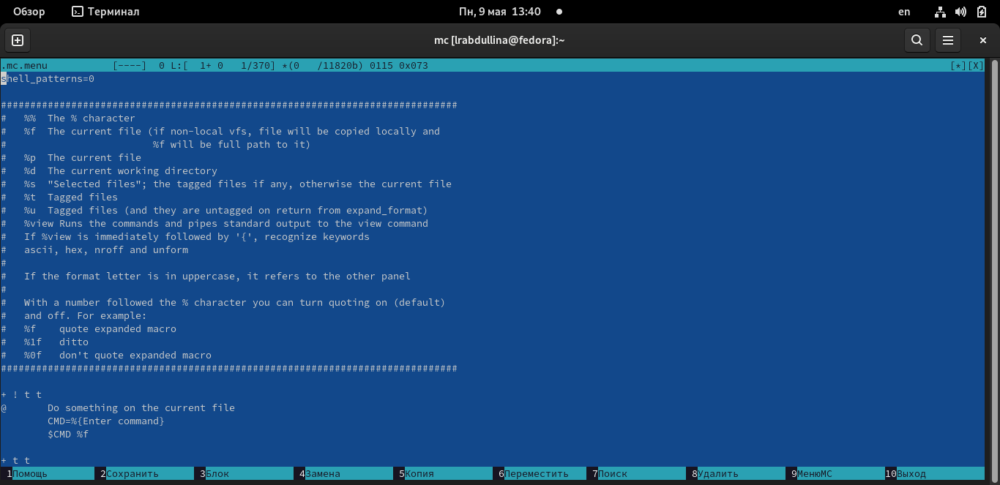 Обзор Терминал Пн, 9 мая 13:40 en
mc [lrabdullina@fedora]:~
.mc.menu [----] 0 L:[ 1+ 0 1/370] *(0 /11820b) 0115 0x073 [*][X]
shell_patterns=0
##############################################################################
# %% The % character
# %f The current file (if non-local vfs, file will be copied locally and
# %f will be full path to it)
# %p The current file
# %d The current working directory
# %s "Selected files"; the tagged files if any, otherwise the current file
# %t Tagged files
# %u Tagged files (and they are untagged on return from expand_format)
# %view Runs the commands and pipes standard output to the view command
# If %view is immediately followed by '{', recognize keywords
# ascii, hex, nroff and unform
#
# If the format letter is in uppercase, it refers to the other panel
#
# With a number followed the % character you can turn quoting on (default)
# and off. For example:
# %f quote expanded macro
# %1f ditto
# %0f don't quote expanded macro
##############################################################################
+ ! t t
@ Do something on the current file
CMD=%{Enter command}
$CMD %f
+ t t
1Помощь 2Сохранить 3Блок 4Замена 5Копия 6Переместить 7Поиск 8Удалить 9МенюМС 10Выход